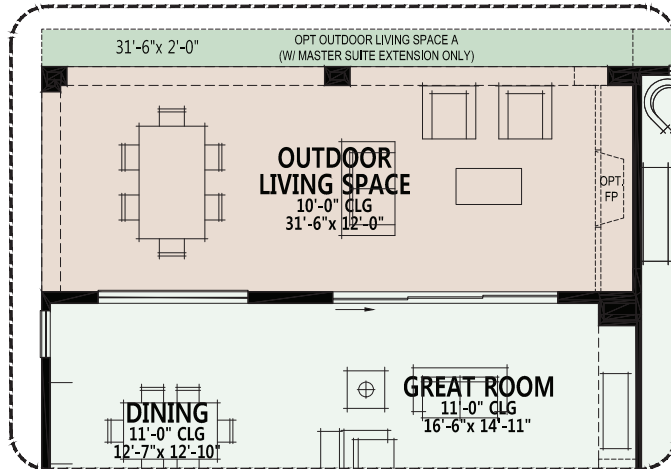 31'-6"x 2'-0"
OPT OUTDOOR LIVING SPACE A
(W/ MASTER SUITE EXTENSION ONLY)
OUTDOOR
LIVING SPACE
10'-0" CLG
31'-6"x 12'-0"
OPT.
FP
GREAT ROOM
11'-0" CLG
16'-6"x 14'-11"
DINING
11'-0" CLG
12'-7"x 12'-10"